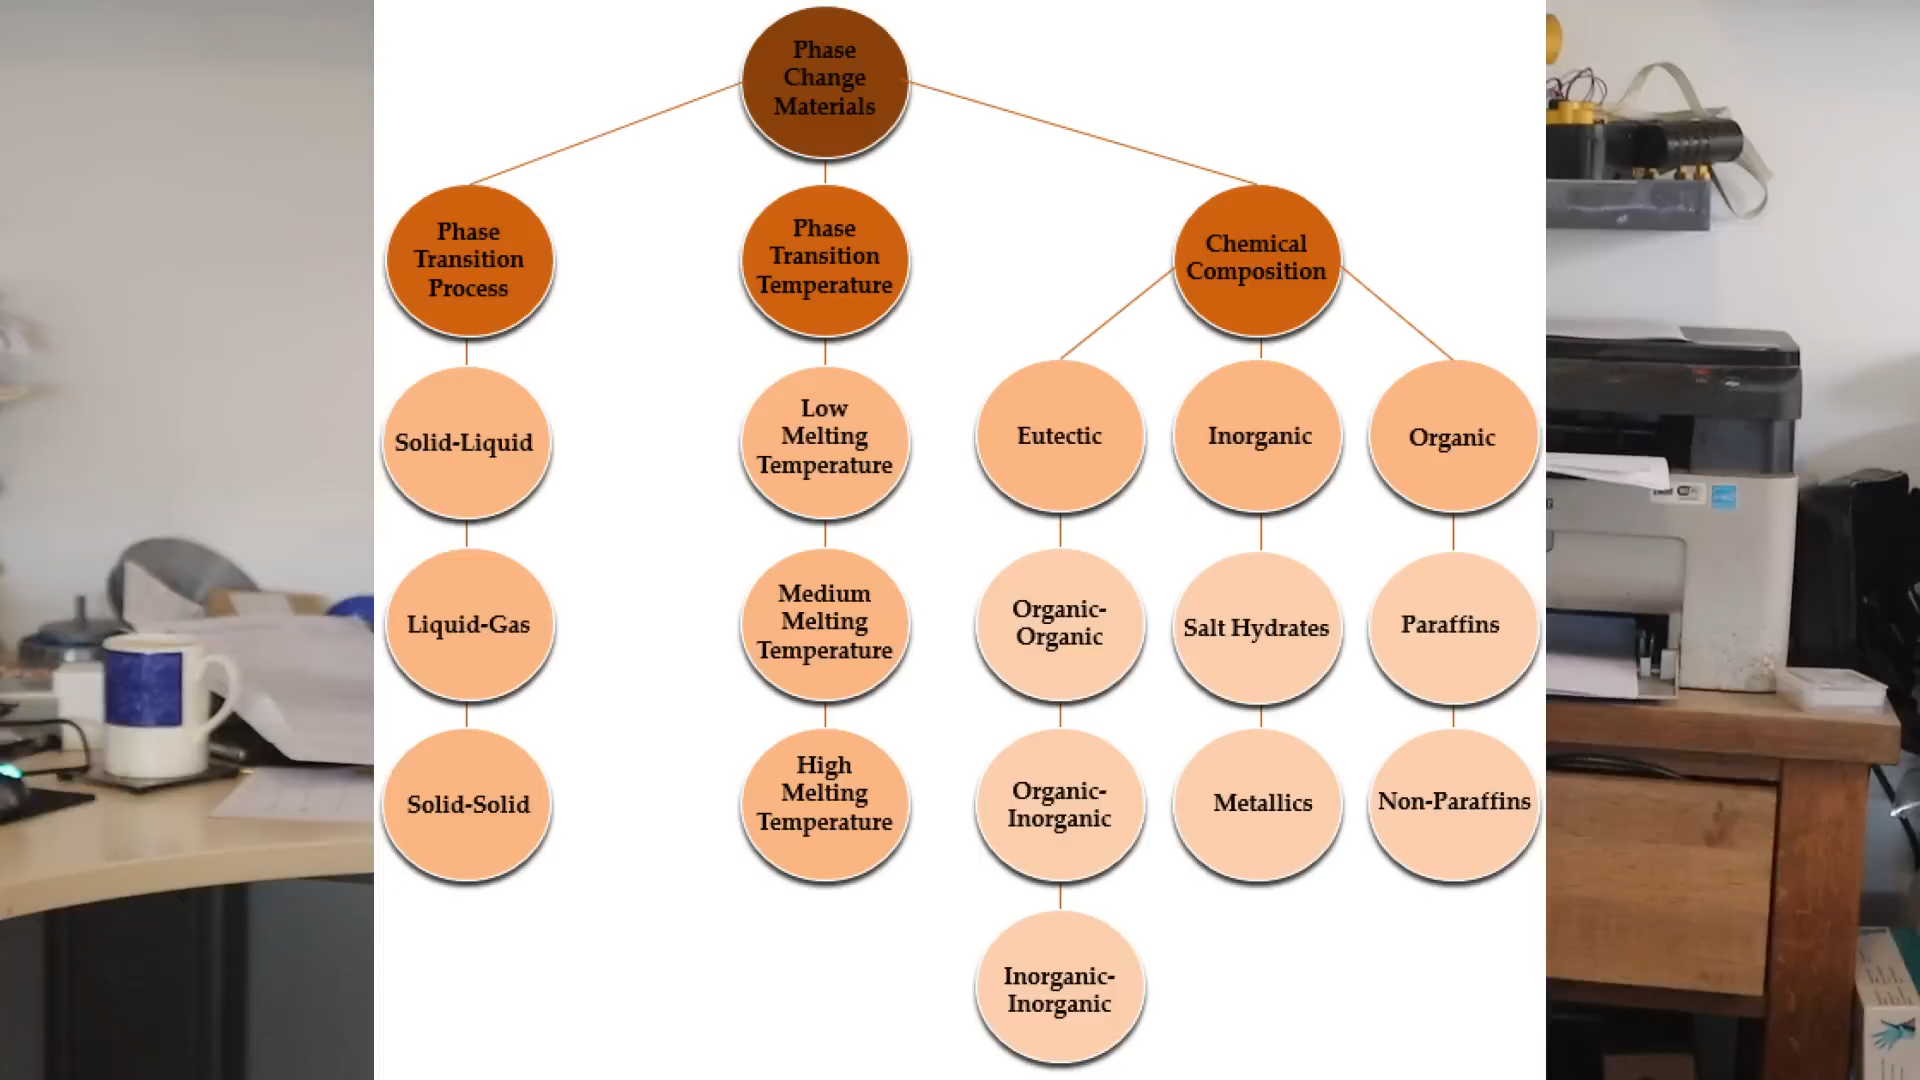 Phase
Change
Materials
Phase
Transition
Process
Phase
Transition
Temperature
Chemical
Composition
Solid-Liquid
Low
Melting
Temperature
Eutectic
Inorganic
Organic
Liquid-Gas
Medium
Melting
Temperature
Organic-
Organic
Salt Hydrates
Paraffins
Solid-Solid
High
Melting
Temperature
Organic-
Inorganic
Metallics
Non-Paraffins
Inorganic-
Inorganic